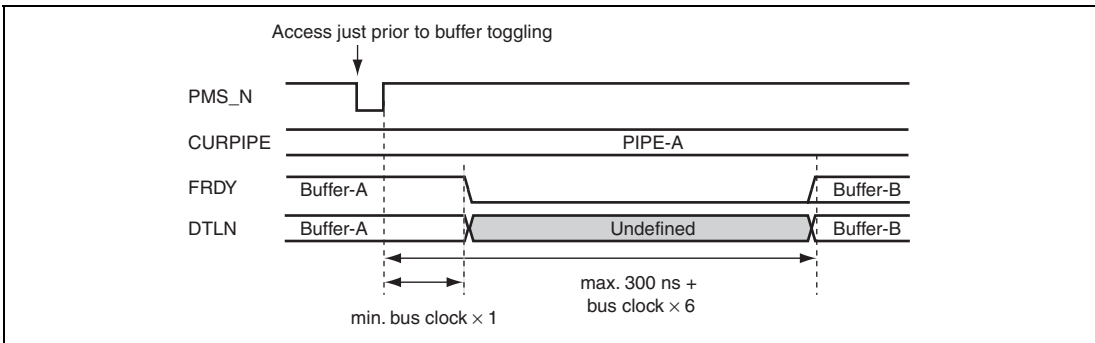 Access just prior to buffer toggling
PMS_N
CURPIPE
PIPE-A
FRDY
Buffer-A
Buffer-B
DTLN
Buffer-A
Undefined
Buffer-B
max. 300 ns +
bus clock × 6
min. bus clock × 1